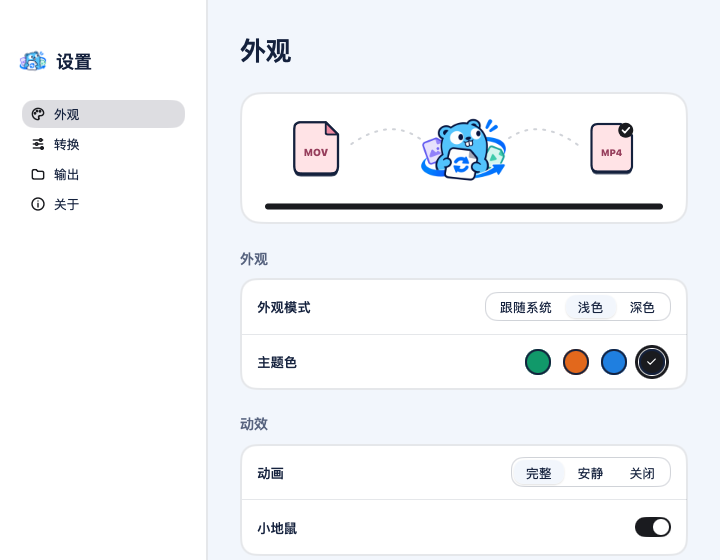 设置
外观
转换
输出
关于
外观
MOV
MP4
外观
外观模式
跟随系统 浅色 深色
主题色
动效
动画
完整 安静 关闭
小地鼠